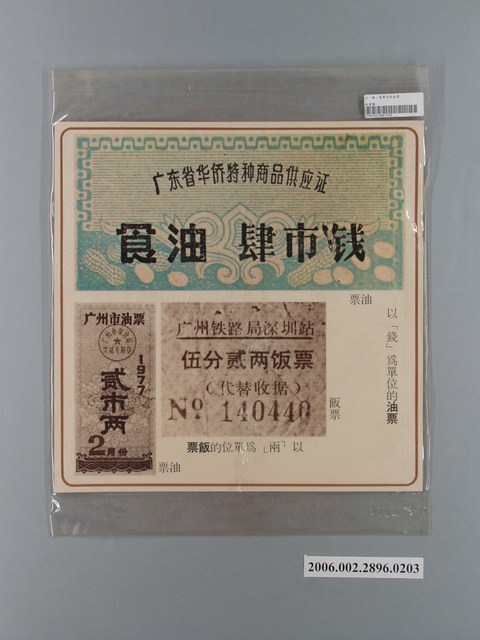 广东省华侨特种商品供应证
食油 肆市钱
油票
以「錢」爲單位的油票
广州市油票
1977
贰市两
2月份
油票
广州铁路局深圳站
伍分贰两饭票
(代替收据)
№ 140440
飯票
以「兩」爲單位的飯票
2006.002.2896.0203